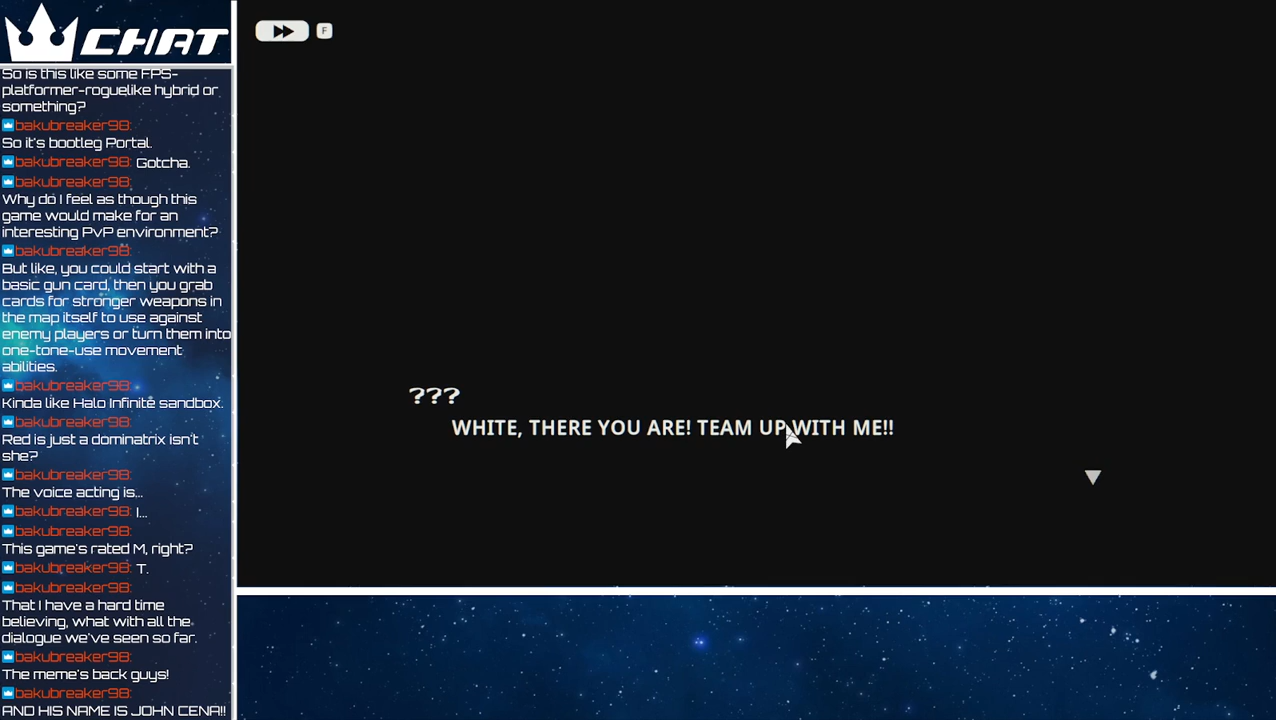 CHAT
So is this like some FPS-
platformer-roguelike hybrid or
something?
bakubreaker98:
So it's bootleg Portal.
bakubreaker98: Gotcha.
bakubreaker98:
Why do I feel as though this
game would make for an
interesting PvP environment?
bakubreaker98:
But like, you could start with a
basic gun card, then you grab
cards for stronger weapons in
the map itself to use against
enemy players or turn them into
one-tone-use movement
abilities.
bakubreaker98:
Kinda like Halo Infinite sandbox.
bakubreaker98:
Red is just a dominatrix isn't
she?
bakubreaker98:
The voice acting is...
bakubreaker98: I...
bakubreaker98:
This game's rated M, right?
bakubreaker98: T.
bakubreaker98:
That I have a hard time
believing, what with all the
dialogue we've seen so far.
bakubreaker98:
The meme's back guys!
bakubreaker98:
AND HIS NAME IS JOHN CENA!!
F
???
WHITE, THERE YOU ARE! TEAM UP WITH ME!!